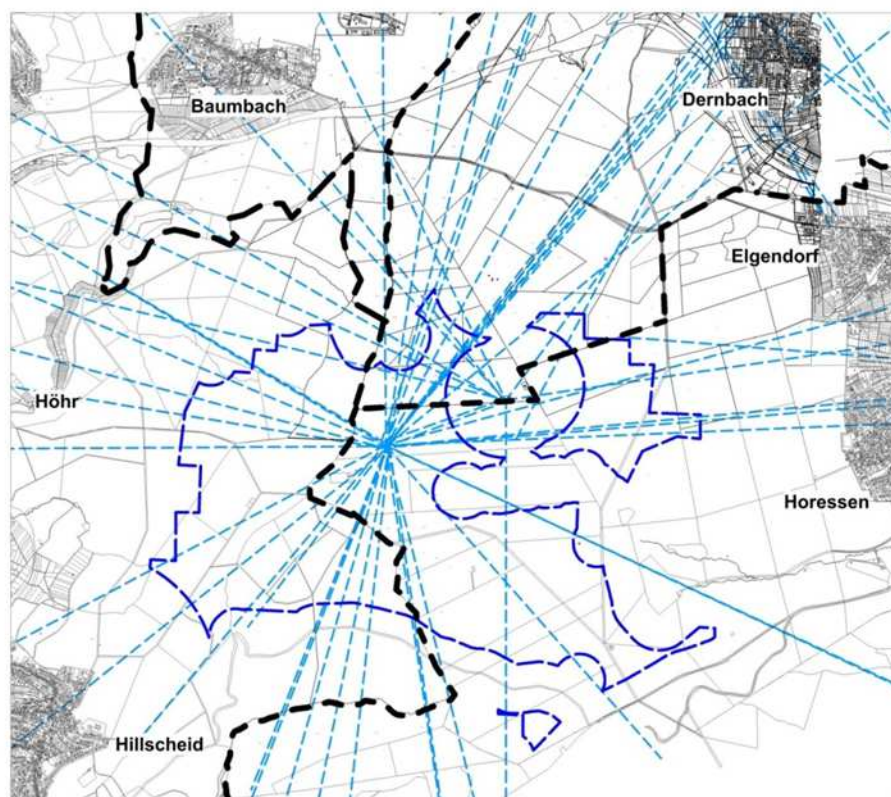 Baumbach
Dernbach
Elgendorf
Höhr
Horessen
Hillscheid